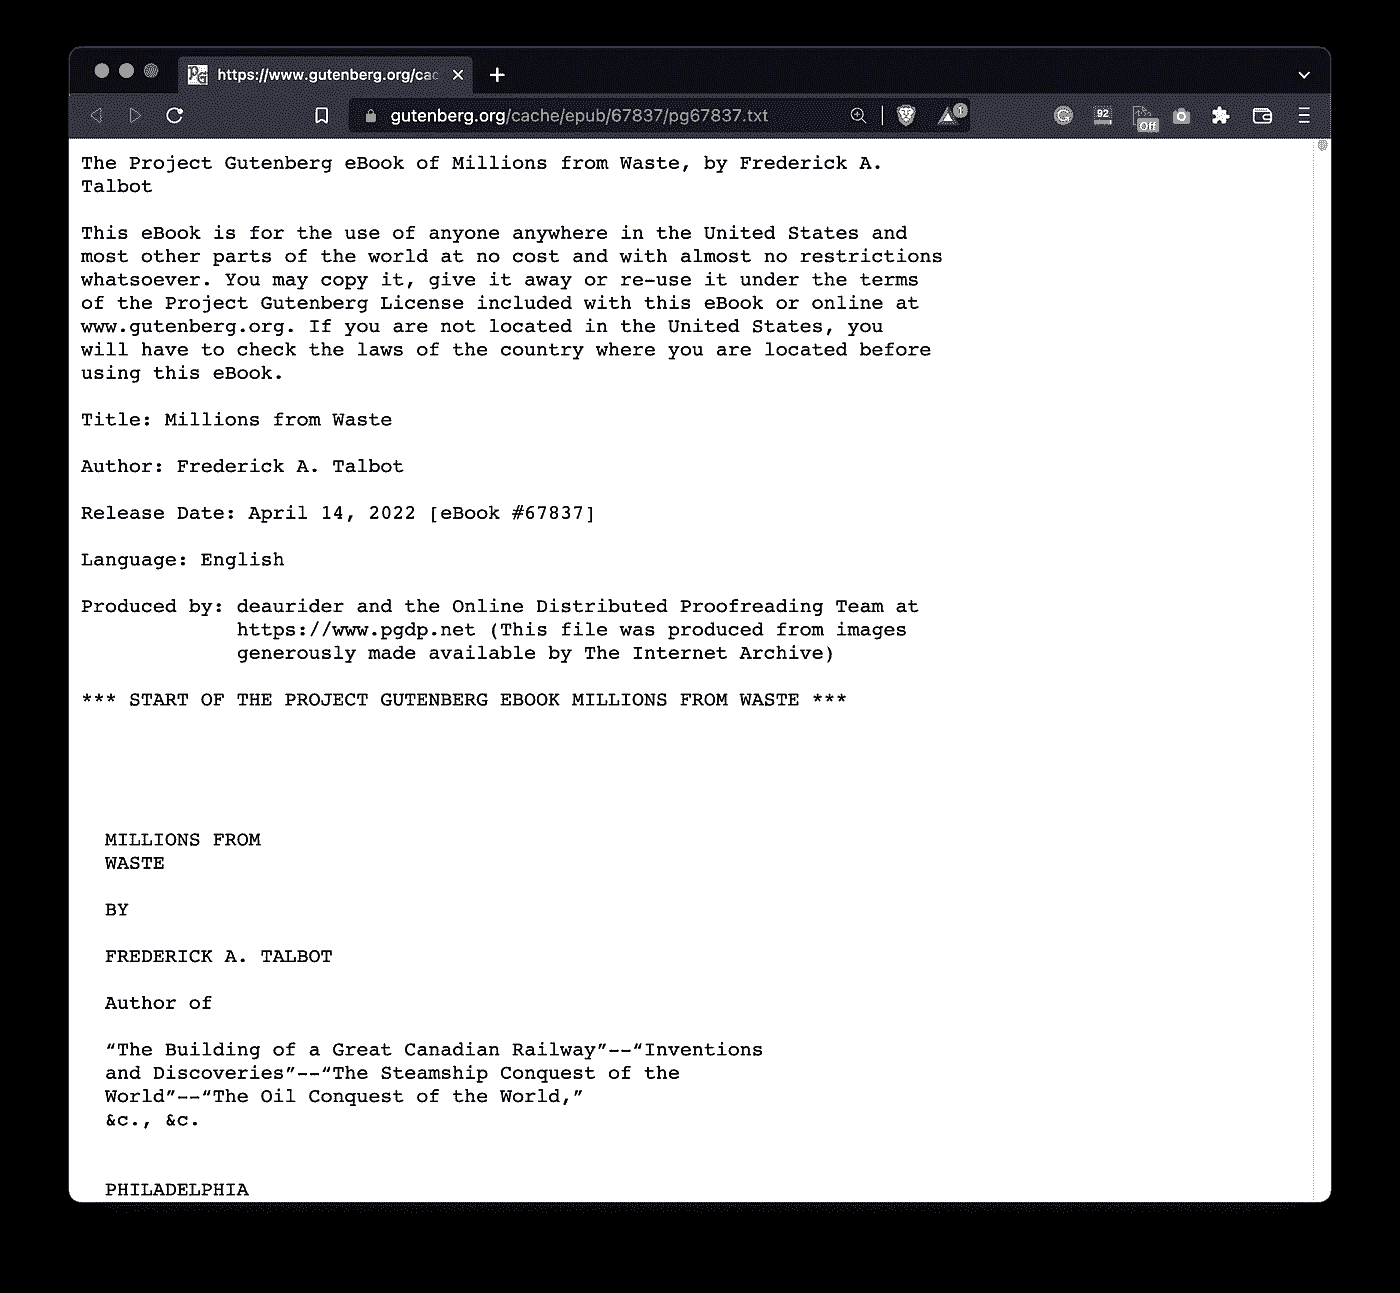 https://www.gutenberg.org/cac
gutenberg.org/cache/epub/67837/pg67837.txt
1
92
Off
The Project Gutenberg eBook of Millions from Waste, by Frederick A.
Talbot
This eBook is for the use of anyone anywhere in the United States and
most other parts of the world at no cost and with almost no restrictions
whatsoever. You may copy it, give it away or re-use it under the terms
of the Project Gutenberg License included with this eBook or online at
www.gutenberg.org. If you are not located in the United States, you
will have to check the laws of the country where you are located before
using this eBook.
Title: Millions from Waste
Author: Frederick A. Talbot
Release Date: April 14, 2022 [eBook #67837]
Language: English
Produced by: deaurider and the Online Distributed Proofreading Team at
https://www.pgdp.net (This file was produced from images
generously made available by The Internet Archive)
*** START OF THE PROJECT GUTENBERG EBOOK MILLIONS FROM WASTE ***
MILLIONS FROM
WASTE
BY
FREDERICK A. TALBOT
Author of
“The Building of a Great Canadian Railway”--“Inventions
and Discoveries”--“The Steamship Conquest of the
World”--“The Oil Conquest of the World,”
&c., &c.
PHILADELPHIA